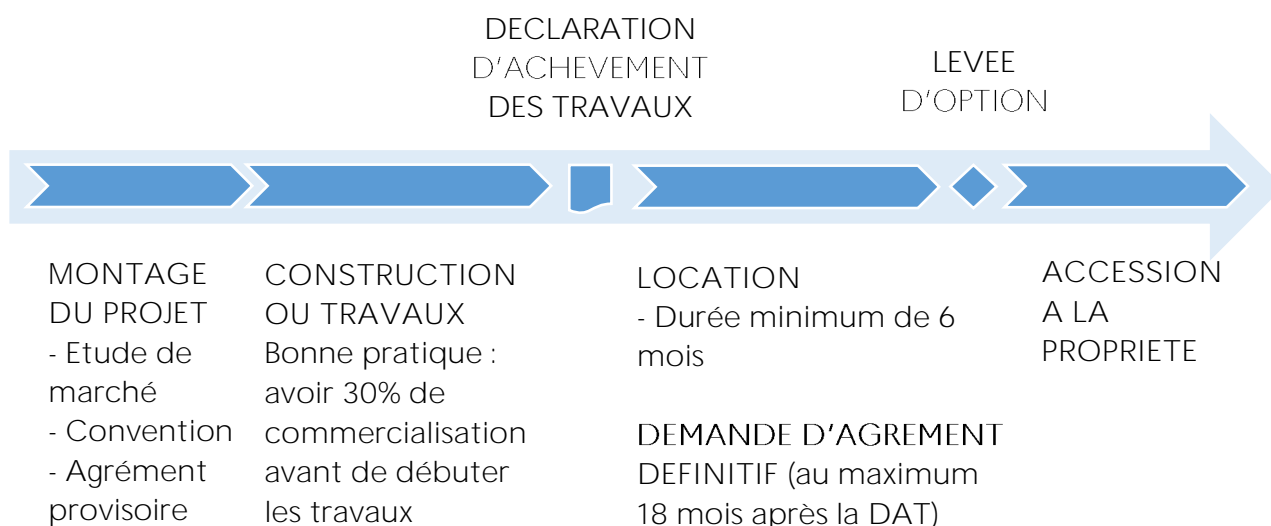 DECLARATION
D'ACHEVEMENT
DES TRAVAUX
LEVEE
D'OPTION
MONTAGE
DU PROJET
- Etude de
marché
- Convention
- Agrément
provisoire
CONSTRUCTION
OU TRAVAUX
Bonne pratique :
avoir 30% de
commercialisation
avant de débuter
les travaux
LOCATION
- Durée minimum de 6
mois
DEMANDE D'AGREMENT
DEFINITIF (au maximum
18 mois après la DAT)
ACCESSION
A LA
PROPRIETE